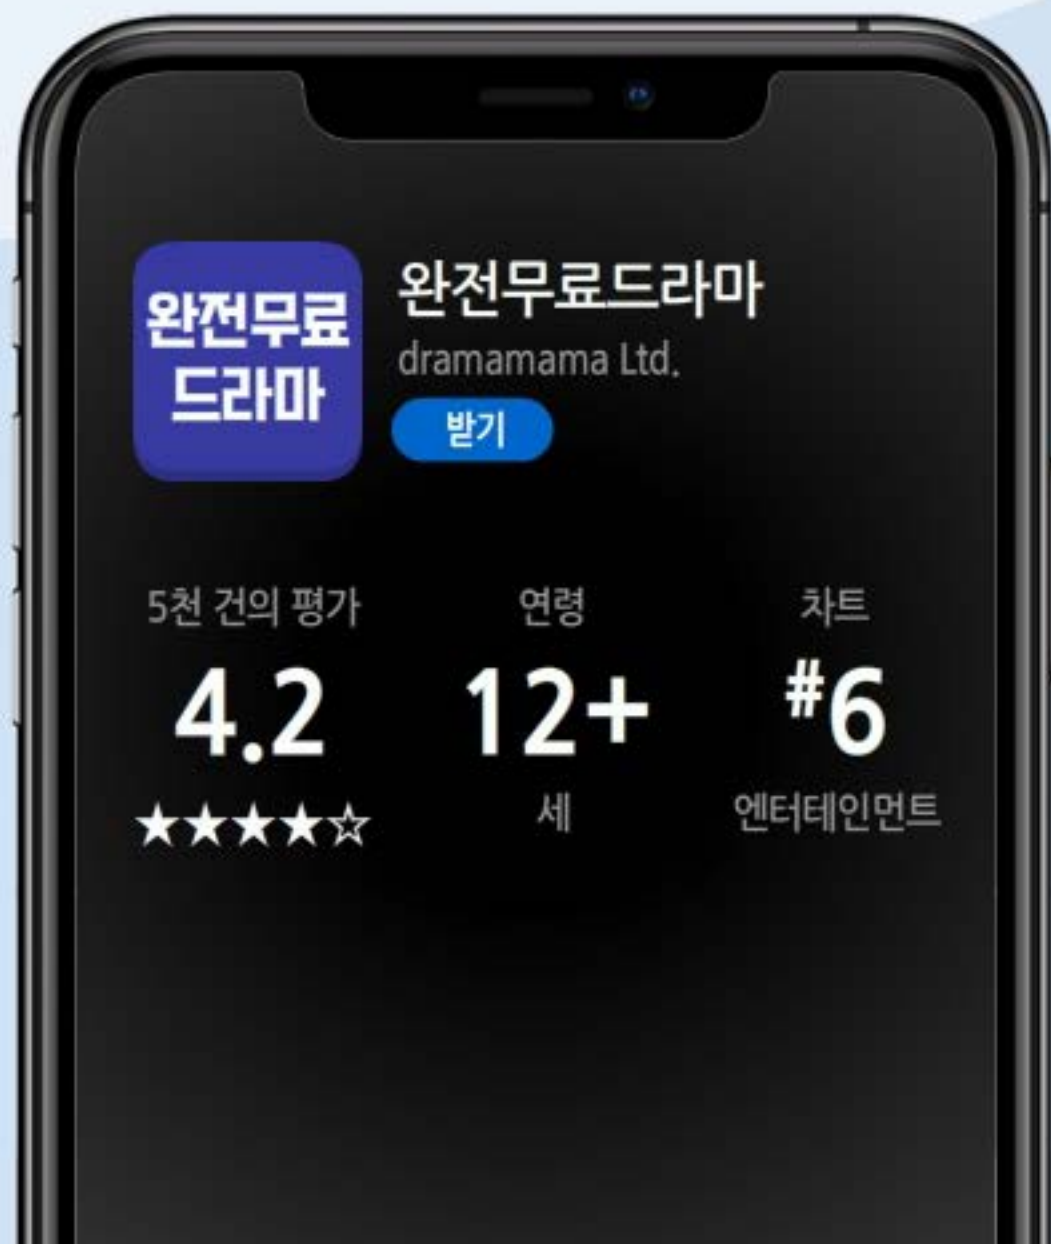 완전무료
드라마
완전무료드라마
dramamama Ltd.
받기
5천 건의 평가
연령
차트
4.2
12+
#6
★★★★☆
세
엔터테인먼트